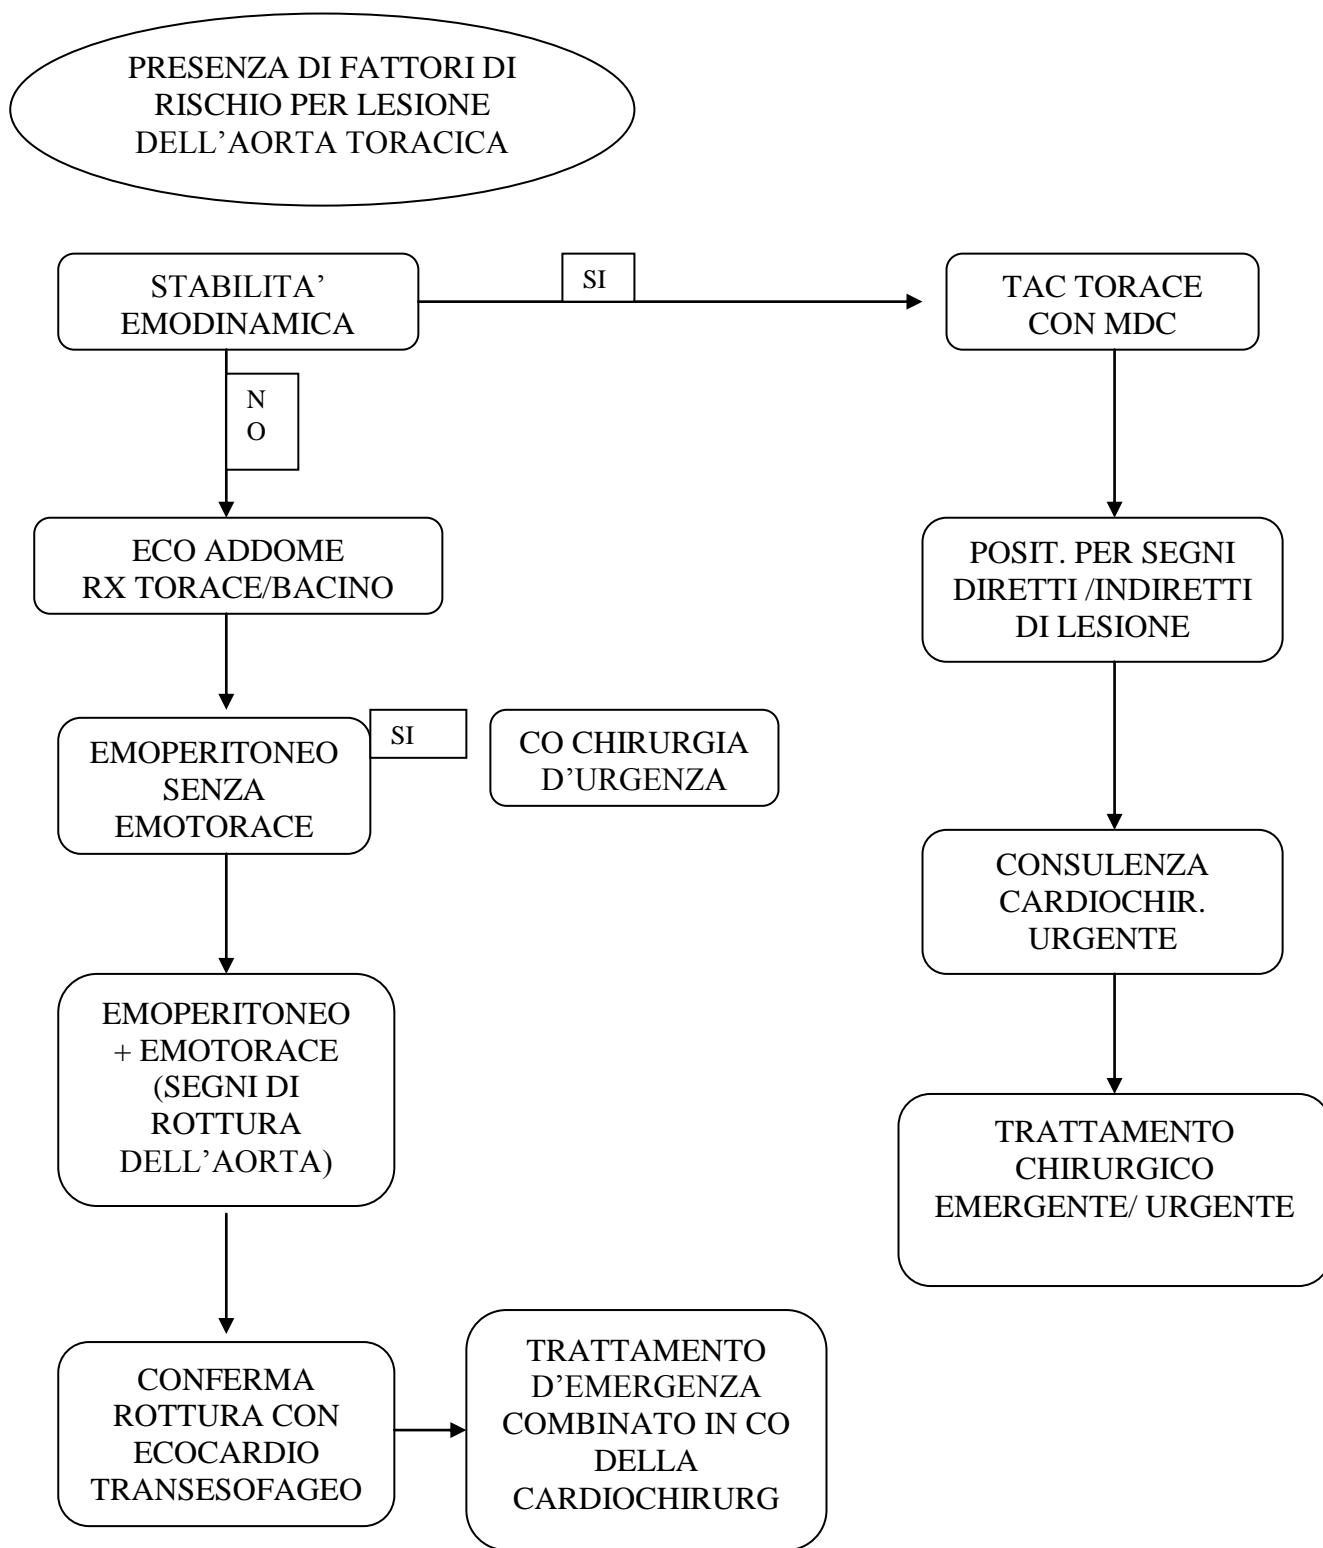 PRESENZA DI FATTORI DI
RISCHIO PER LESIONE
DELL’AORTA TORACICA
STABILITA’
EMODINAMICA
SI
TAC TORACE
CON MDC
N
O
ECO ADDOME
RX TORACE/BACINO
POSIT. PER SEGNI
DIRETTI /INDIRETTI
DI LESIONE
EMOPERITONEO
SENZA
EMOTORACE
SI
CO CHIRURGIA
D’URGENZA
CONSULENZA
CARDIOCHIR.
URGENTE
EMOPERITONEO
+ EMOTORACE
(SEGNI DI
ROTTURA
DELL’AORTA)
TRATTAMENTO
CHIRURGICO
EMERGENTE/ URGENTE
CONFERMA
ROTTURA CON
ECOCARDIO
TRANSESOFAGEO
TRATTAMENTO
D’EMERGENZA
COMBINATO IN CO
DELLA
CARDIOCHIRURG